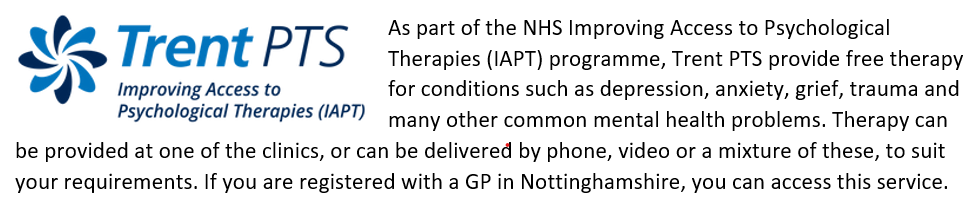 Trent PTS
Improving Access to
Psychological Therapies (IAPT)
As part of the NHS Improving Access to Psychological
Therapies (IAPT) programme, Trent PTS provide free therapy
for conditions such as depression, anxiety, grief, trauma and
many other common mental health problems. Therapy can
be provided at one of the clinics, or can be delivered by phone, video or a mixture of these, to suit
your requirements. If you are registered with a GP in Nottinghamshire, you can access this service.